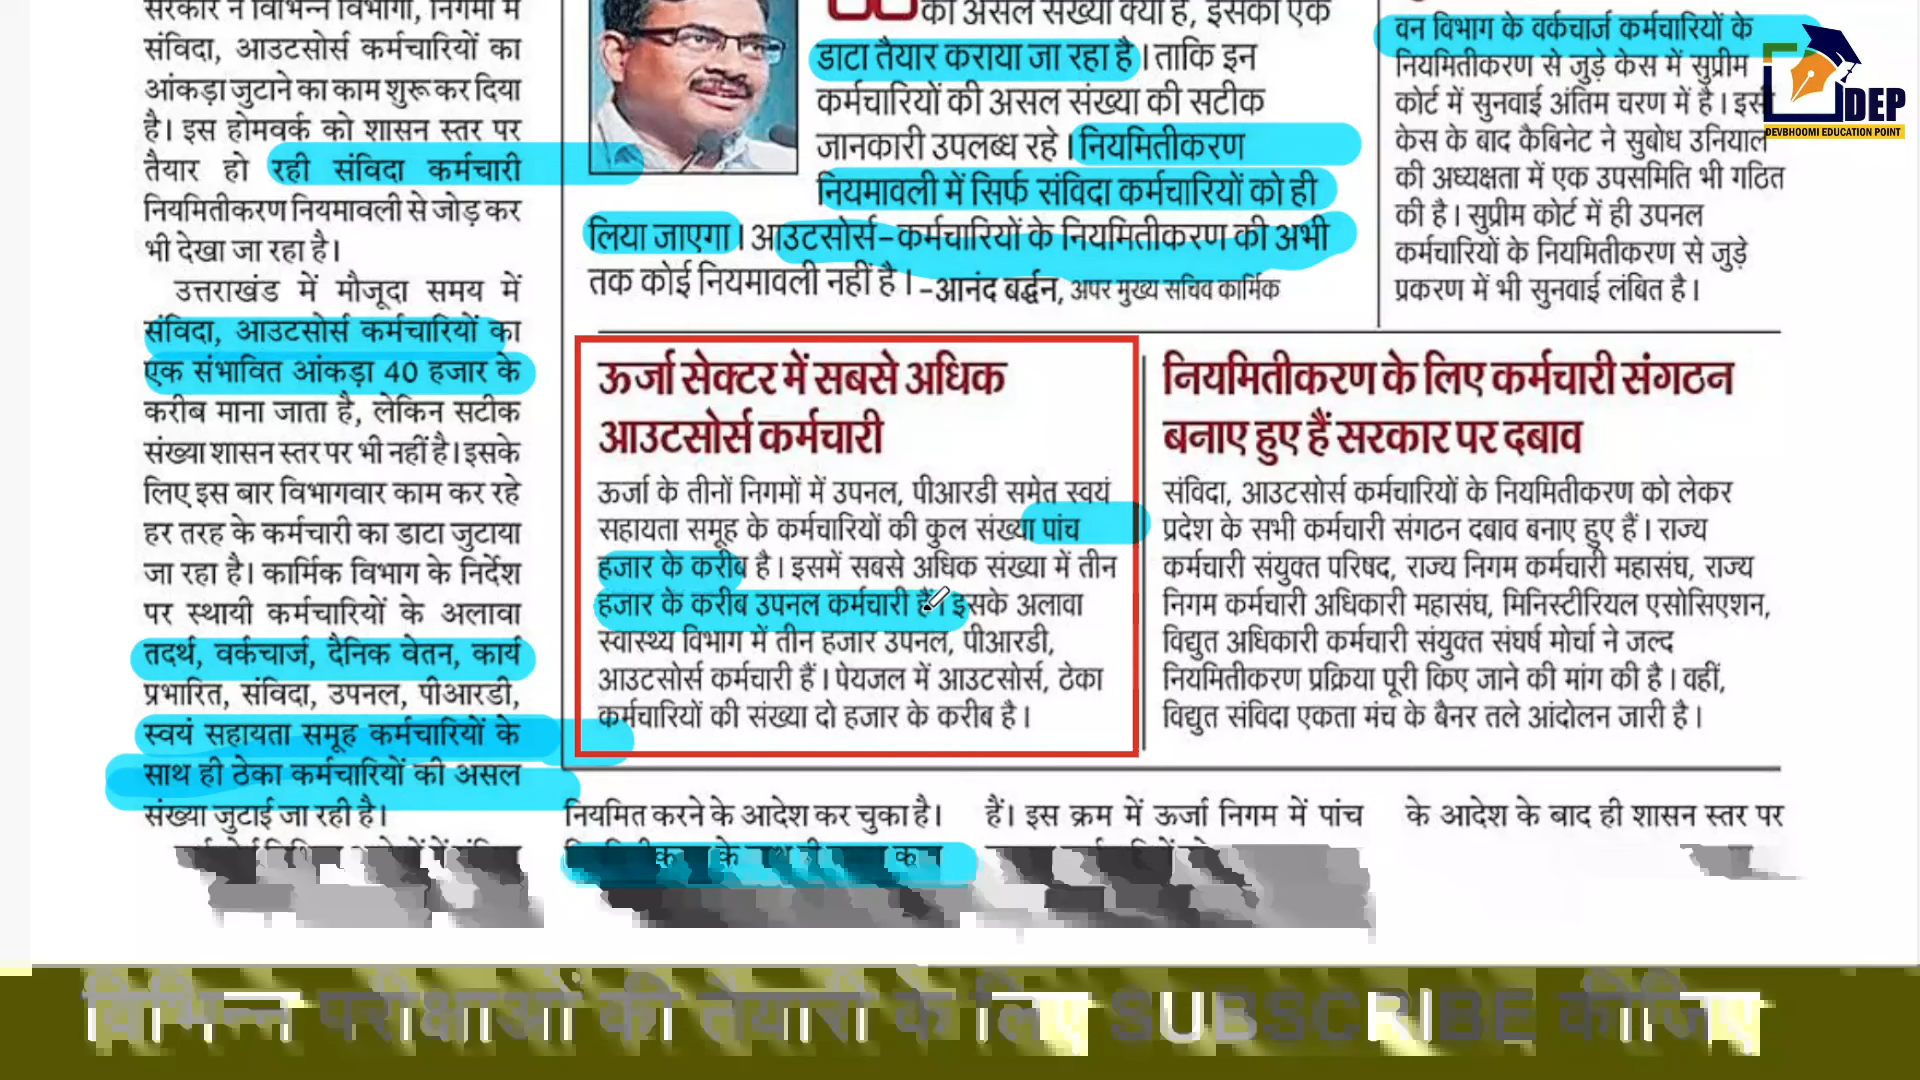 सरकार ने विभिन्न विभागों, निगमों में
संविदा, आउटसोर्स कर्मचारियों का
आंकड़ा जुटाने का काम शुरू कर दिया
है। इस होमवर्क को शासन स्तर पर
तैयार हो रही संविदा कर्मचारी
नियमितीकरण नियमावली से जोड़ कर
भी देखा जा रहा है।
उत्तराखंड में मौजूदा समय में
संविदा, आउटसोर्स कर्मचारियों का
एक संभावित आंकड़ा 40 हजार के
करीब माना जाता है, लेकिन सटीक
संख्या शासन स्तर पर भी नहीं है। इसके
लिए इस बार विभागवार काम कर रहे
हर तरह के कर्मचारी का डाटा जुटाया
जा रहा है। कार्मिक विभाग के निर्देश
पर स्थायी कर्मचारियों के अलावा
तदर्थ, वर्कचार्ज, दैनिक वेतन, कार्य
प्रभारित, संविदा, उपनल, पीआरडी,
स्वयं सहायता समूह कर्मचारियों के
साथ ही ठेका कर्मचारियों की असल
संख्या जुटाई जा रही है।
की असल संख्या क्या है, इसका एक
डाटा तैयार कराया जा रहा है। ताकि इन
कर्मचारियों की असल संख्या की सटीक
जानकारी उपलब्ध रहे। नियमितीकरण
नियमावली में सिर्फ संविदा कर्मचारियों को ही
लिया जाएगा। आउटसोर्स-कर्मचारियों के नियमितीकरण की अभी
तक कोई नियमावली नहीं है। -आनंद बर्द्धन, अपर मुख्य सचिव कार्मिक
वन विभाग के वर्कचार्ज कर्मचारियों के
नियमितीकरण से जुड़े केस में सुप्रीम
कोर्ट में सुनवाई अंतिम चरण में है। इस
केस के बाद कैबिनेट ने सुबोध उनियाल
की अध्यक्षता में एक उपसमिति भी गठित
की है। सुप्रीम कोर्ट में ही उपनल
कर्मचारियों के नियमितीकरण से जुड़े
प्रकरण में भी सुनवाई लंबित है।
DEP
DEVBHOOMI EDUCATION POINT
ऊर्जा सेक्टर में सबसे अधिक
आउटसोर्स कर्मचारी
ऊर्जा के तीनों निगमों में उपनल, पीआरडी समेत स्वयं
सहायता समूह के कर्मचारियों की कुल संख्या पांच
हजार के करीब है। इसमें सबसे अधिक संख्या में तीन
हजार के करीब उपनल कर्मचारी हैं। इसके अलावा
स्वास्थ्य विभाग में तीन हजार उपनल, पीआरडी,
आउटसोर्स कर्मचारी हैं। पेयजल में आउटसोर्स, ठेका
कर्मचारियों की संख्या दो हजार के करीब है।
नियमितीकरण के लिए कर्मचारी संगठन
बनाए हुए हैं सरकार पर दबाव
संविदा, आउटसोर्स कर्मचारियों के नियमितीकरण को लेकर
प्रदेश के सभी कर्मचारी संगठन दबाव बनाए हुए हैं। राज्य
कर्मचारी संयुक्त परिषद, राज्य निगम कर्मचारी महासंघ, राज्य
निगम कर्मचारी अधिकारी महासंघ, मिनिस्टीरियल एसोसिएशन,
विद्युत अधिकारी कर्मचारी संयुक्त संघर्ष मोर्चा ने जल्द
नियमितीकरण प्रक्रिया पूरी किए जाने की मांग की है। वहीं,
विद्युत संविदा एकता मंच के बैनर तले आंदोलन जारी है।
नियमित करने के आदेश कर चुका है।
हैं। इस क्रम में ऊर्जा निगम में पांच
के आदेश के बाद ही शासन स्तर पर
विभिन्न परीक्षाओं की तैयारी के लिए SUBSCRIBE कीजिए